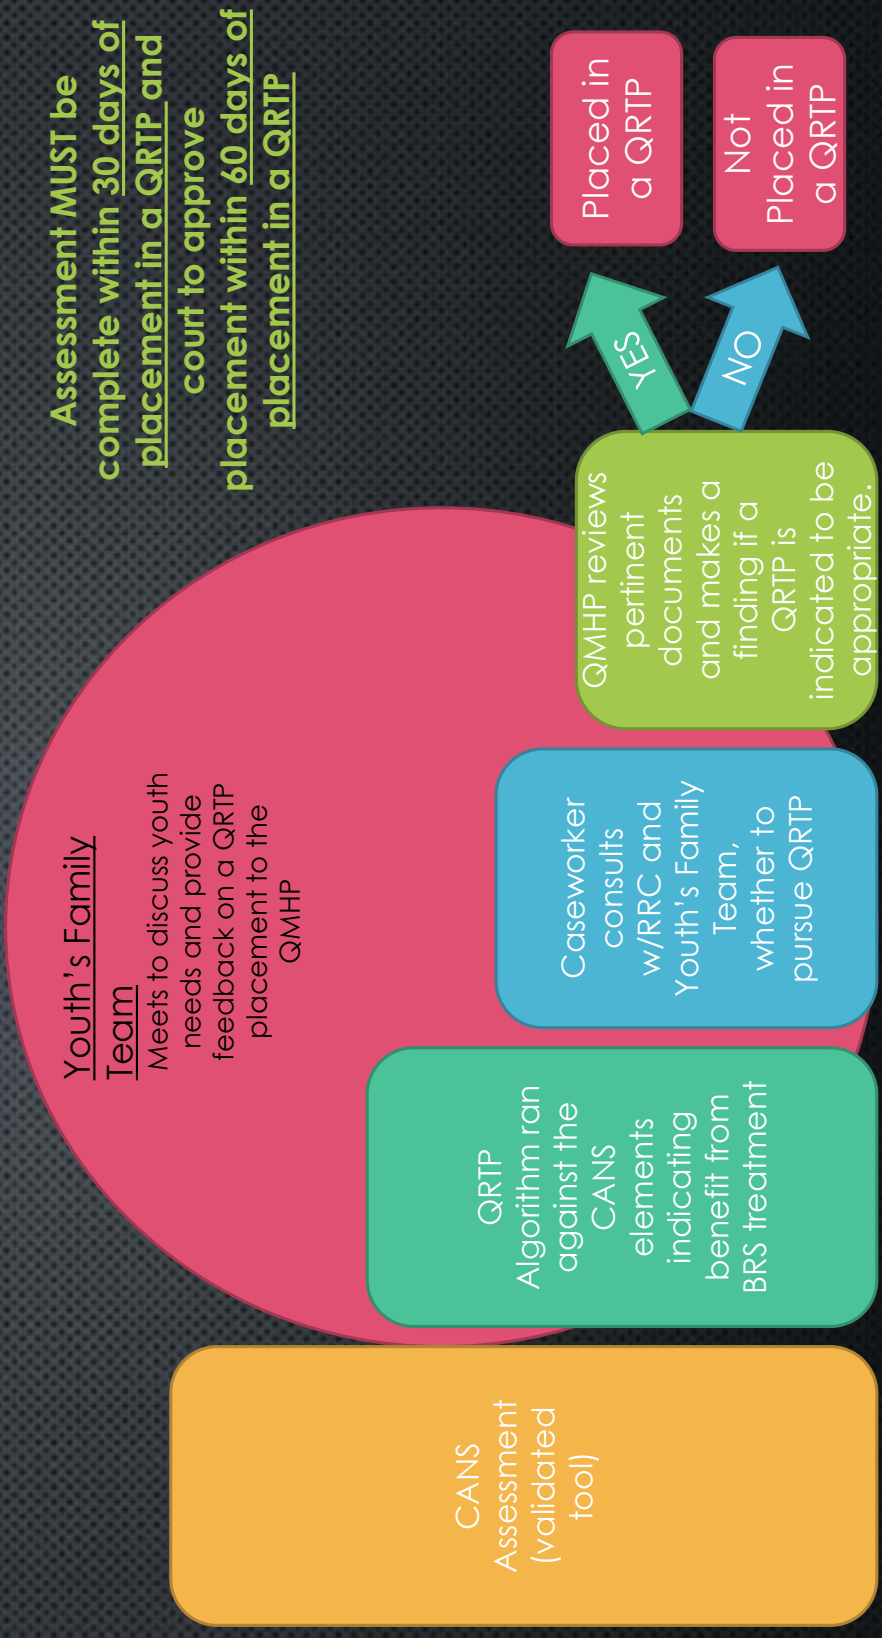 CANS
Assessment
(validated
tool)
QRTP
Algorithm ran
against the
CANS
elements
indicating
benefit from
BRS treatment
Youth's Family
Team
Meets to discuss youth
needs and provide
feedback on a QRTP
placement to the
QMHP
Caseworker
consults
w/RRC and
Youth's Family
Team,
whether to
pursue QRTP
QMHP reviews
pertinent
documents
and makes a
finding if a
QRTP is
indicated to be
appropriate.
Assessment MUST be
complete within 30 days of
placement in a QRTP and
court to approve
placement within 60 days of
placement in a QRTP
YES
NO
Placed in
a QRTP
Not
Placed in
a QRTP